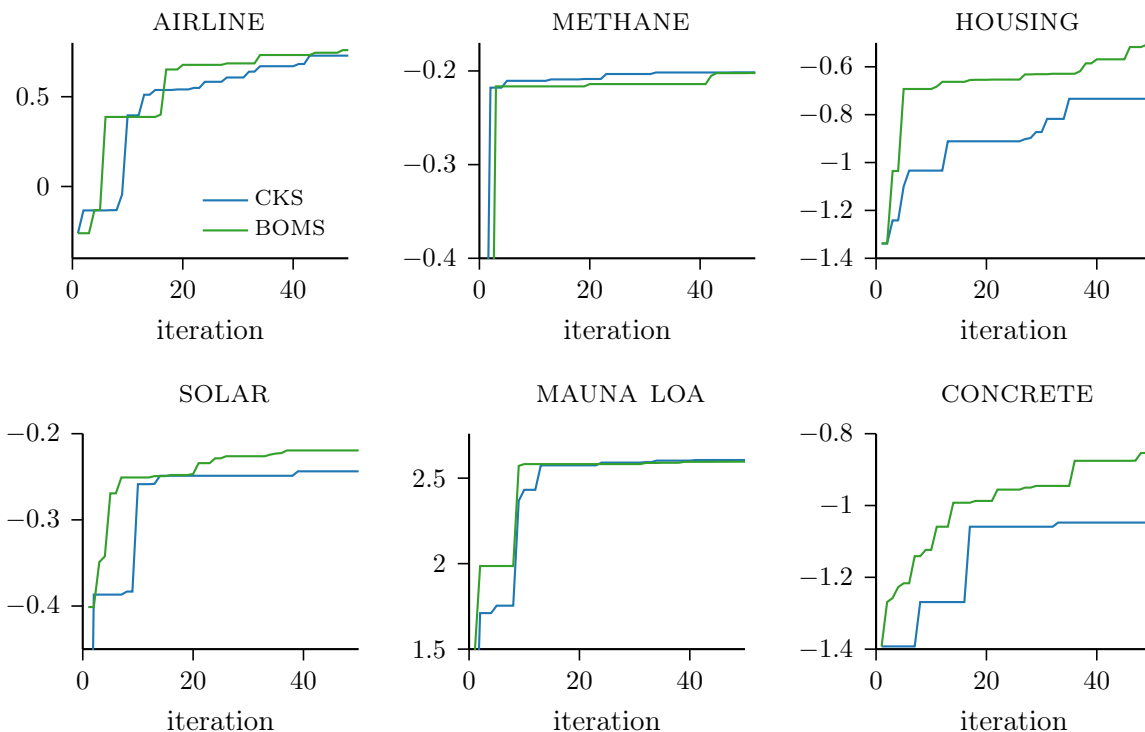 AIRLINE
METHANE
HOUSING
0.5
0
0
20
40
iteration
CKS
BOMS
−0.2
−0.3
−0.4
0
20
40
iteration
−0.6
−0.8
−1
−1.2
−1.4
0
20
40
iteration
SOLAR
MAUNA LOA
CONCRETE
−0.2
−0.3
−0.4
0
20
40
iteration
2.5
2
1.5
0
20
40
iteration
−0.8
−1
−1.2
−1.4
0
20
40
iteration